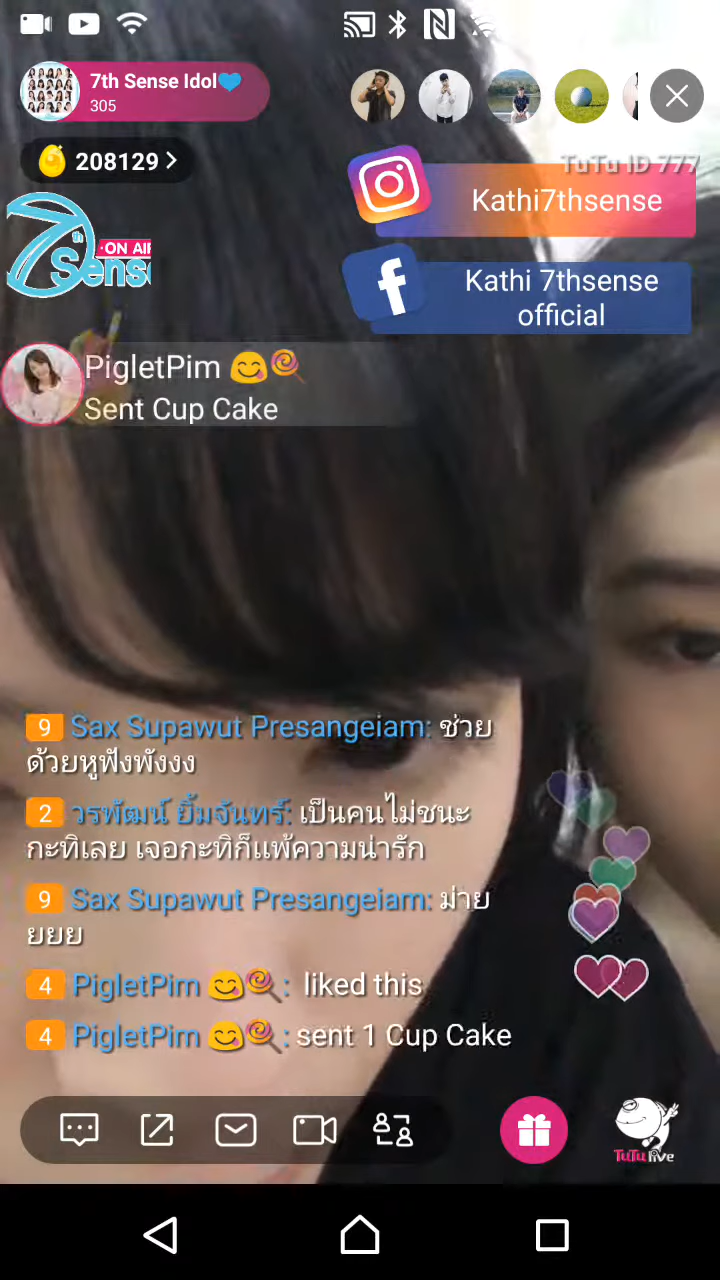 7th Sense Idol🩵
305
208129 >
TuTu ID 777
Kathi7thsense
7th
·ON AIR
Sense
Kathi 7thsense
official
PigletPim 😋🍭
Sent Cup Cake
9 Sax Supawut Presangeiam: ช่วย
ด้วยหูฟังพังงง
2 วรพัฒน์ ยิ้มจันทร์: เป็นคนไม่ชนะ
กะทิเลย เจอกะทิก็แพ้ความน่ารัก
9 Sax Supawut Presangeiam: ม่าย
ยยย
4 PigletPim 😋🍭: liked this
4 PigletPim 😋🍭: sent 1 Cup Cake
TuTu live